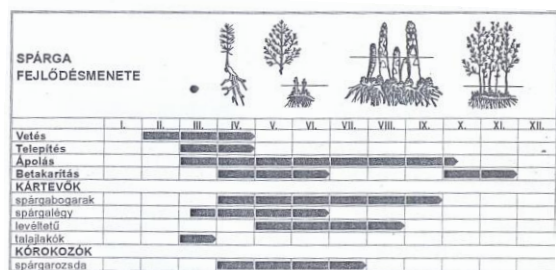 SPÁRGA
FEJLŐDÉSMENETE
I. II. III. IV. V. VI. VII. VIII. IX. X. XI. XII.
Vetés
Telepítés
Ápolás
Betakarítás
KÁRTEVŐK
spárgabogarak
spárgalégy
levéltetű
talajlakók
KÓROKOZÓK
spárgarozsda